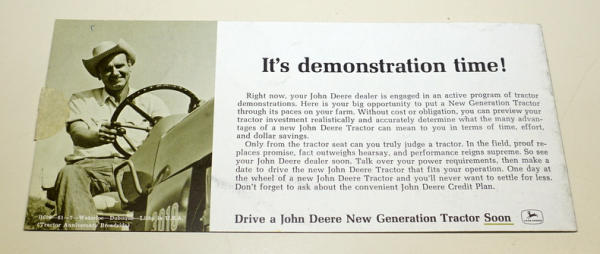 It's demonstration time!
Right now, your John Deere dealer is engaged in an active program of tractor
demonstrations. Here is your big opportunity to put a New Generation Tractor
through its paces on your farm. Without cost or obligation, you can preview your
tractor investment realistically and accurately determine what the many advan-
tages of a new John Deere Tractor can mean to you in terms of time, effort,
and dollar savings.
Only from the tractor seat can you truly judge a tractor. In the field, proof re-
places promise, fact outweighs hearsay, and performance reigns supreme. So see
your John Deere dealer soon. Talk over your power requirements, then make a
date to drive the new John Deere Tractor that fits your operation. One day at
the wheel of a new John Deere Tractor and you'll never want to settle for less.
Don't forget to ask about the convenient John Deere Credit Plan.
Drive a John Deere New Generation Tractor Soon
Waterloo—Dubuque—Litho in U.S.A.
(Tractor Anniversary Broadside)